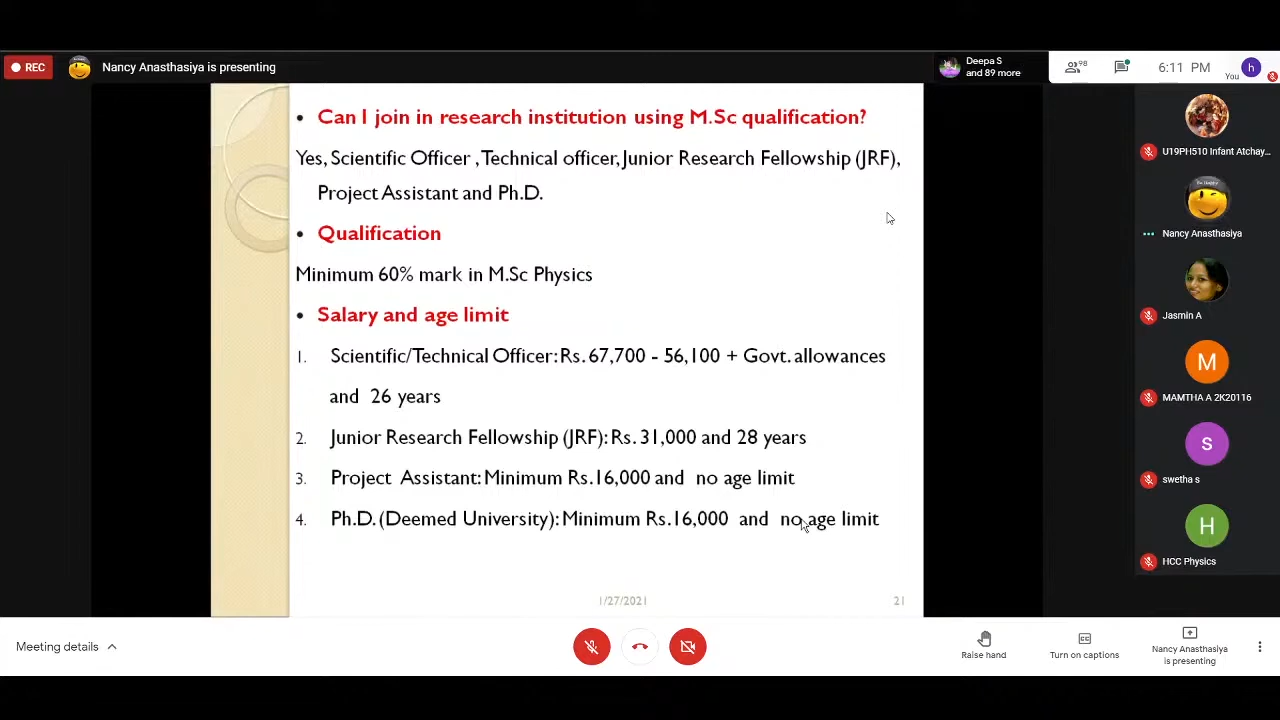 REC
Nancy Anasthasiya is presenting
Deepa S
and 89 more
98
6:11 PM
You
h
• Can I join in research institution using M.Sc qualification?
Yes, Scientific Officer , Technical officer, Junior Research Fellowship (JRF),
Project Assistant and Ph.D.
• Qualification
Minimum 60% mark in M.Sc Physics
• Salary and age limit
1. Scientific/Technical Officer: Rs. 67,700 - 56,100 + Govt. allowances
and 26 years
2. Junior Research Fellowship (JRF): Rs. 31,000 and 28 years
3. Project Assistant: Minimum Rs.16,000 and no age limit
4. Ph.D. (Deemed University): Minimum Rs.16,000 and no age limit
1/27/2021
21
U19PH510 Infant Atchay...
Nancy Anasthasiya
Jasmin A
M
MAMTHA A 2K20116
s
swetha s
H
HCC Physics
Meeting details
Raise hand
Turn on captions
Nancy Anasthasiya
is presenting